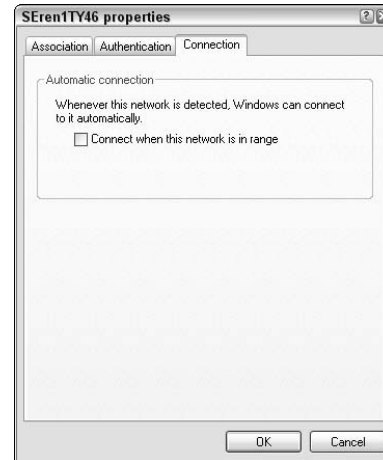 SEren1TY46 properties
Association Authentication Connection
Automatic connection
Whenever this network is detected, Windows can connect
to it automatically.
Connect when this network is in range
OK Cancel